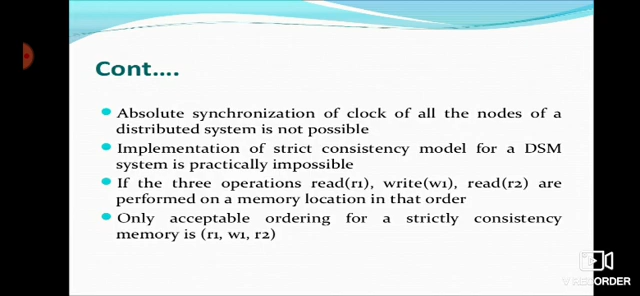 Cont....
Absolute synchronization of clock of all the nodes of a
distributed system is not possible
Implementation of strict consistency model for a DSM
system is practically impossible
If the three operations read(r1), write(w1), read(r2) are
performed on a memory location in that order
Only acceptable ordering for a strictly consistency
memory is (r1, w1, r2)
V RECORDER